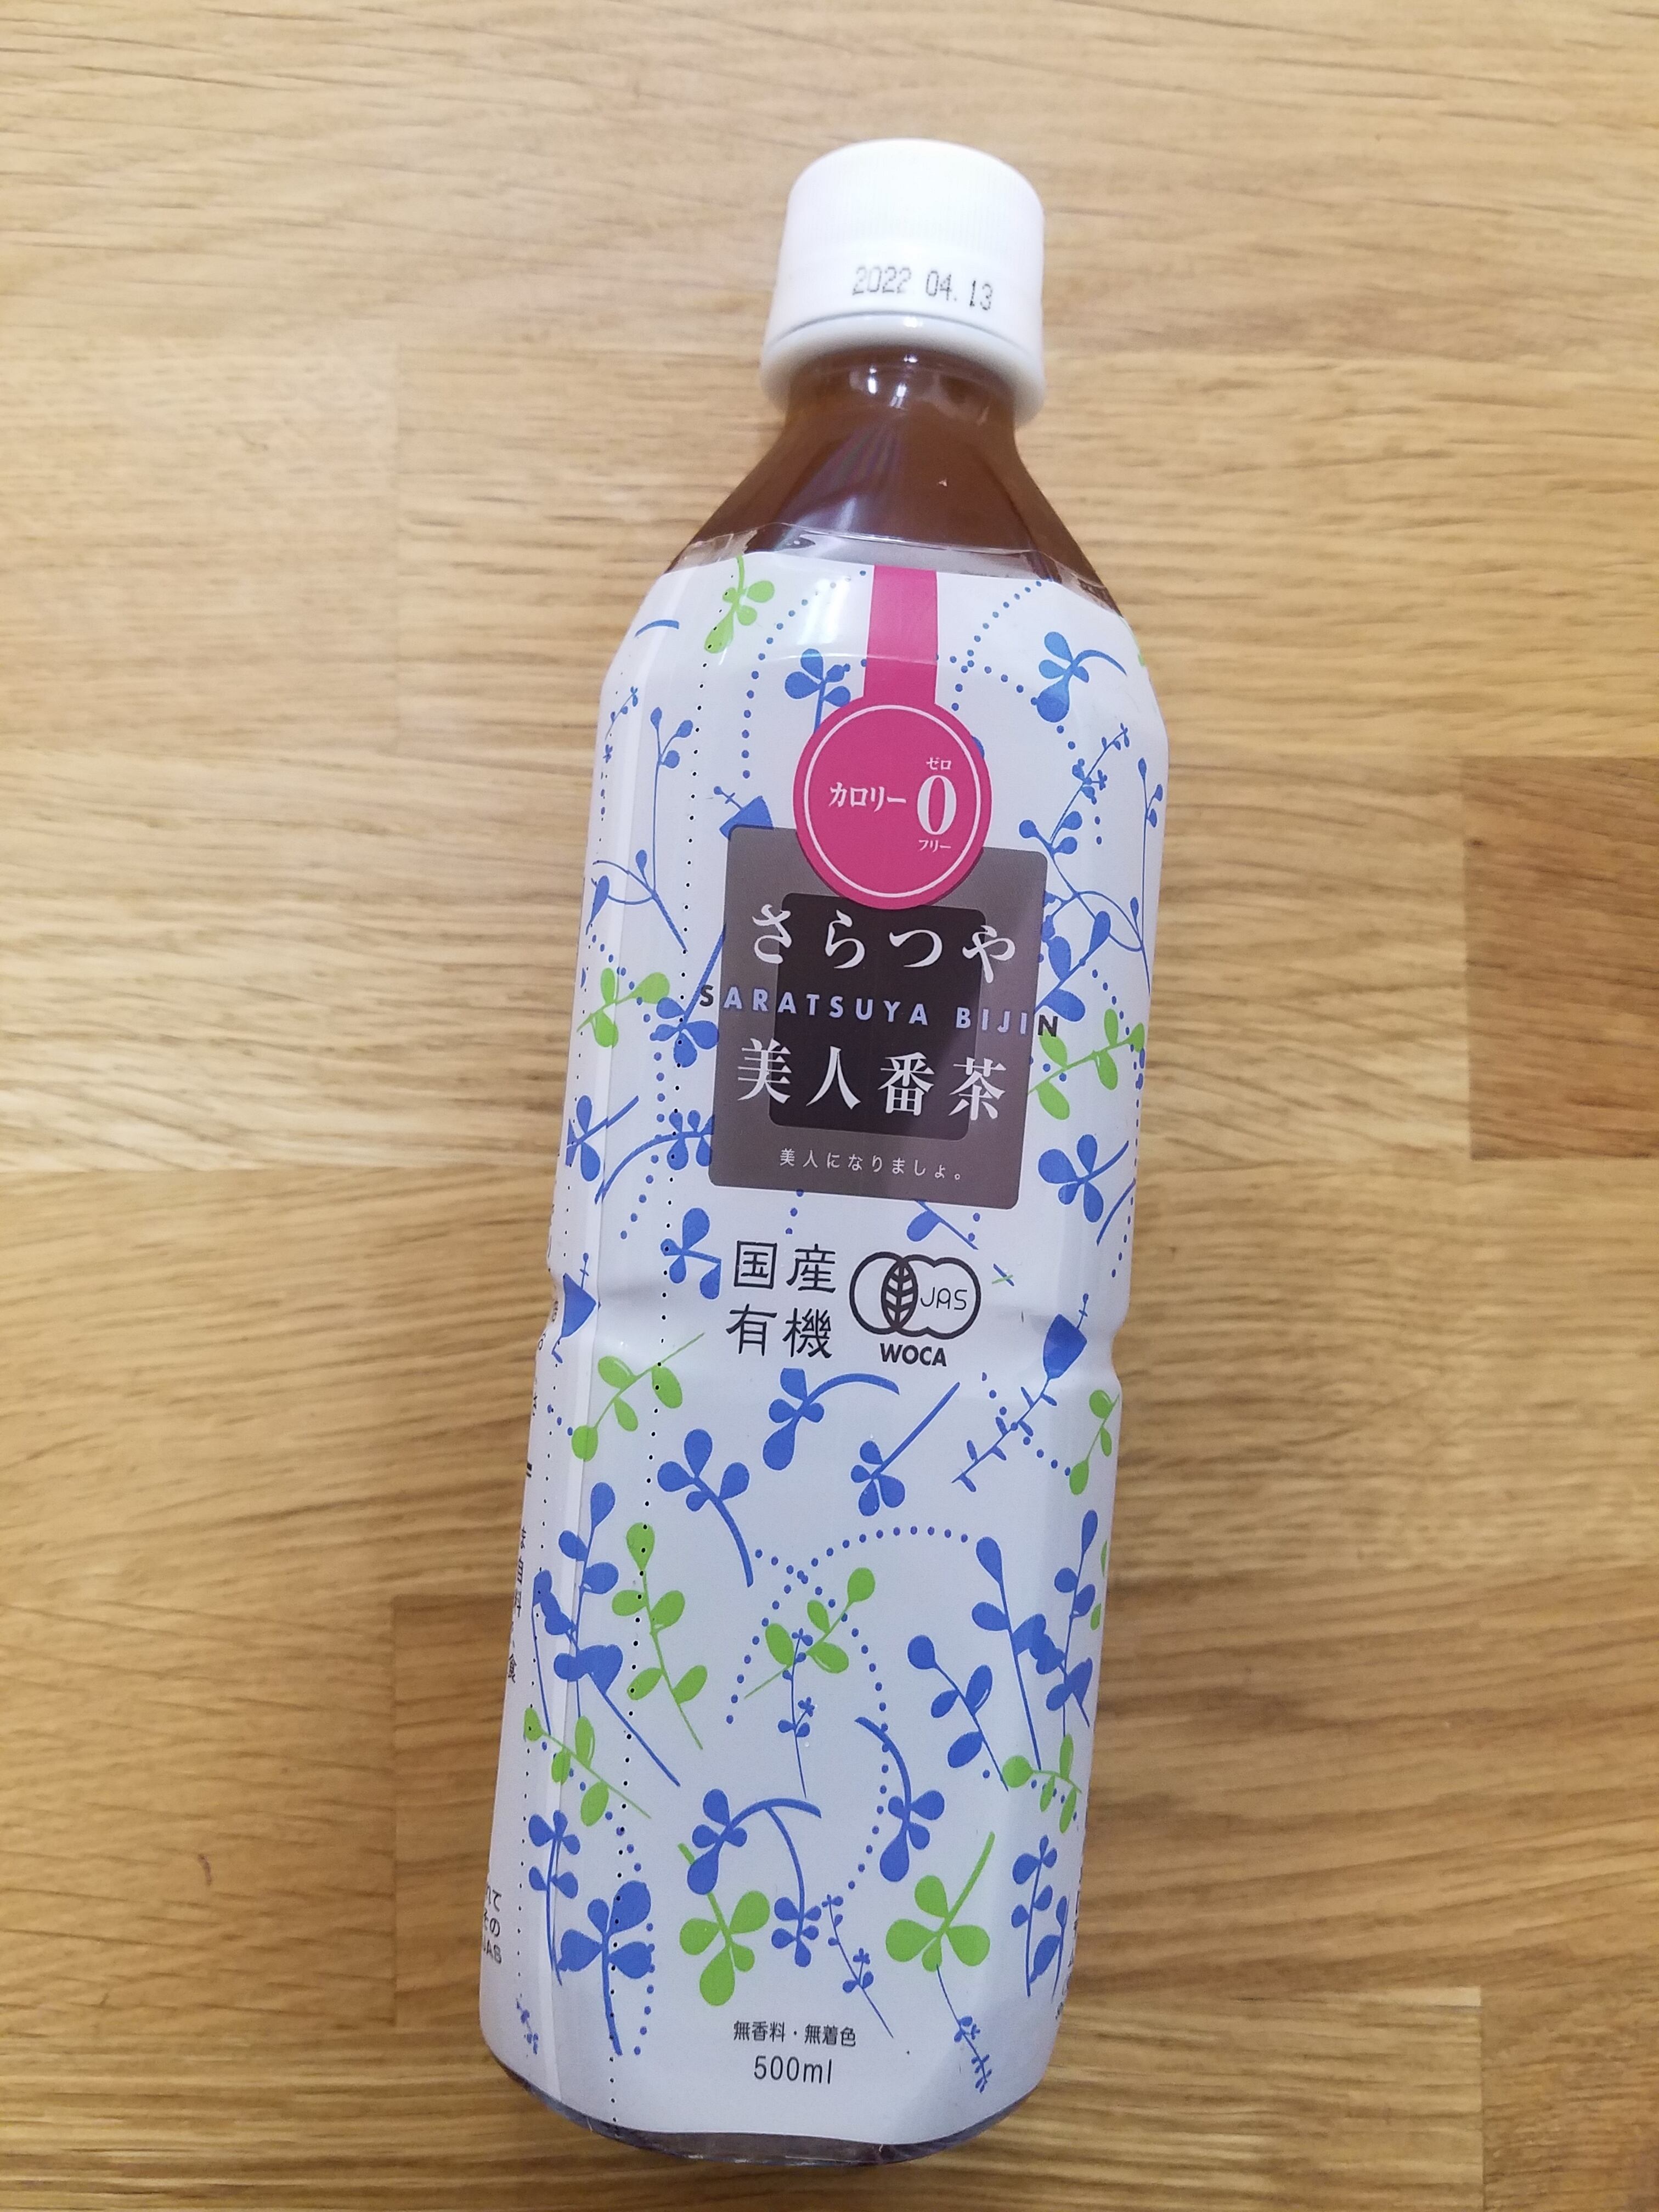 2022 04.13
ゼロ
カロリー 0
フリー
さらつや
SARATSUYA BIJIN
美人番茶
美人になりましょ。
国産
有機
JAS
WOCA
無香料・無着色
500ml